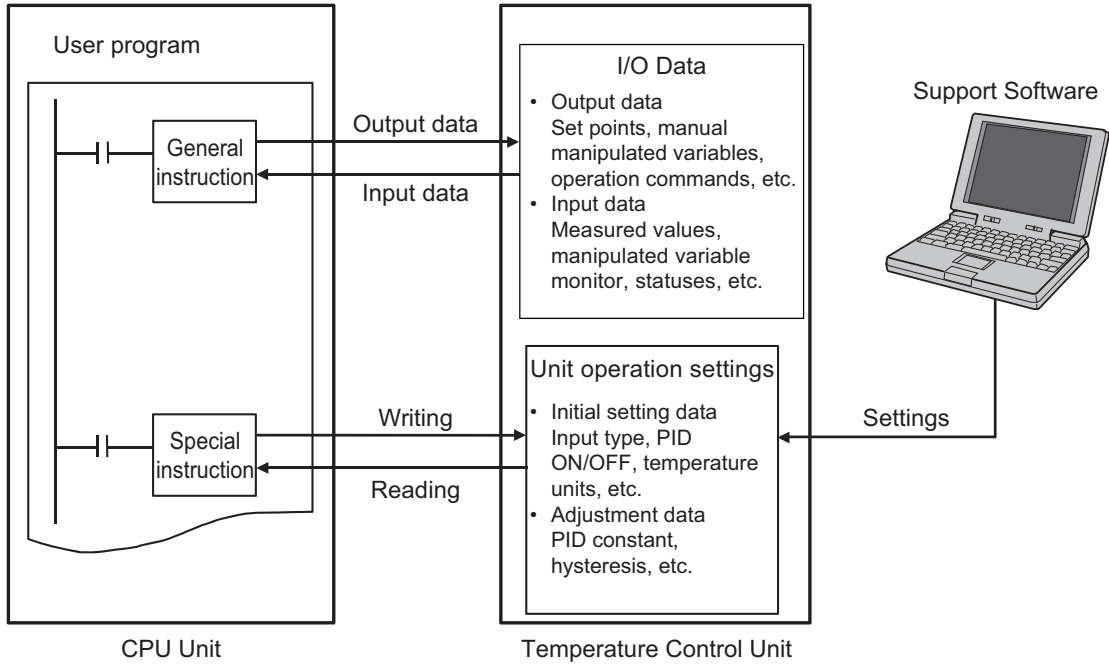 User program
General
instruction
Output data
Input data
I/O Data
• Output data
Set points, manual
manipulated variables,
operation commands, etc.
• Input data
Measured values,
manipulated variable
monitor, statuses, etc.
Support Software
Special
instruction
Writing
Reading
Unit operation settings
• Initial setting data
Input type, PID
ON/OFF, temperature
units, etc.
• Adjustment data
PID constant,
hysteresis, etc.
Settings
CPU Unit
Temperature Control Unit